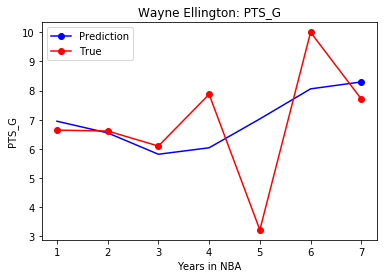 Wayne Ellington: PTS_G
Prediction
True
10
9
8
7
6
5
4
3
PTS_G
1 2 3 4 5 6 7
Years in NBA